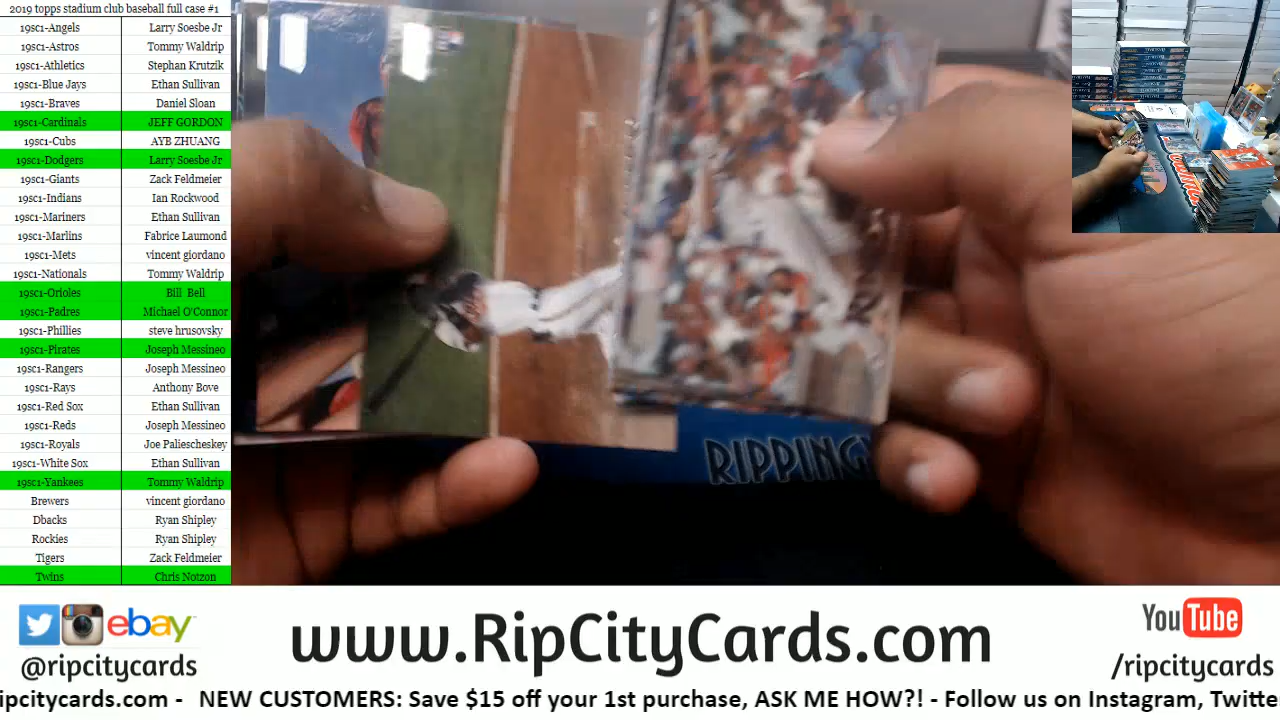 2019 topps stadium club baseball full case #1
19sc1-Angels Larry Soesbe Jr
19sc1-Astros Tommy Waldrip
19sc1-Athletics Stephan Krutzik
19sc1-Blue Jays Ethan Sullivan
19sc1-Braves Daniel Sloan
19sc1-Cardinals JEFF GORDON
19sc1-Cubs AYB ZHUANG
19sc1-Dodgers Larry Soesbe Jr
19sc1-Giants Zack Feldmeier
19sc1-Indians Ian Rockwood
19sc1-Mariners Ethan Sullivan
19sc1-Marlins Fabrice Laumond
19sc1-Mets vincent giordano
19sc1-Nationals Tommy Waldrip
19sc1-Orioles Bill Bell
19sc1-Padres Michael O'Connor
19sc1-Phillies steve hrusovsky
19sc1-Pirates Joseph Messineo
19sc1-Rangers Joseph Messineo
19sc1-Rays Anthony Bove
19sc1-Red Sox Ethan Sullivan
19sc1-Reds Joseph Messineo
19sc1-Royals Joe Paliescheskey
19sc1-White Sox Ethan Sullivan
19sc1-Yankees Tommy Waldrip
Brewers vincent giordano
Dbacks Ryan Shipley
Rockies Ryan Shipley
Tigers Zack Feldmeier
Twins Chris Notzon
RIPPING
ebay
@ripcitycards
www.RipCityCards.com
YouTube
/ripcitycards
ripcitycards.com - NEW CUSTOMERS: Save $15 off your 1st purchase, ASK ME HOW?! - Follow us on Instagram, Twitte